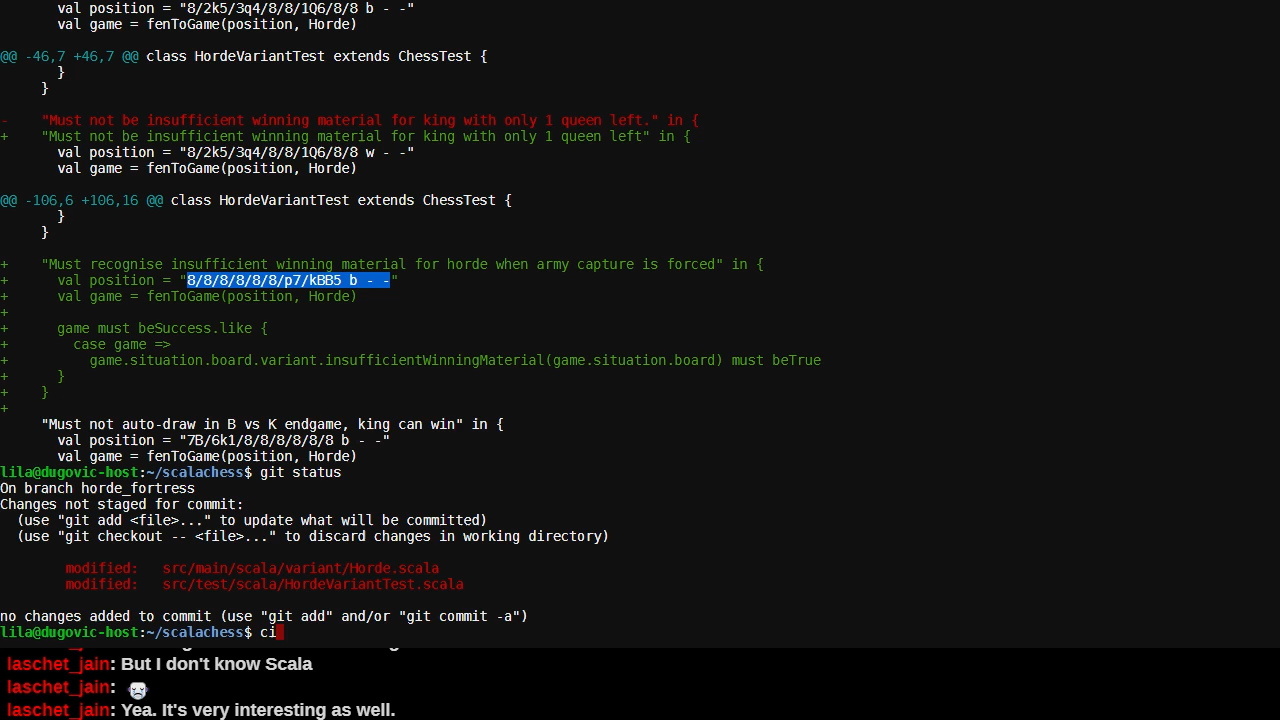 val position = "8/2k5/3q4/8/8/1Q6/8/8 b - -"
val game = fenToGame(position, Horde)
@@ -46,7 +46,7 @@ class HordeVariantTest extends ChessTest {
}
}
- "Must not be insufficient winning material for king with only 1 queen left." in {
+ "Must not be insufficient winning material for king with only 1 queen left" in {
val position = "8/2k5/3q4/8/8/1Q6/8/8 w - -"
val game = fenToGame(position, Horde)
@@ -106,6 +106,16 @@ class HordeVariantTest extends ChessTest {
}
}
+ "Must recognise insufficient winning material for horde when army capture is forced" in {
+ val position = "8/8/8/8/8/8/p7/kBB5 b - -"
+ val game = fenToGame(position, Horde)
+
+ game must beSuccess.like {
+ case game =>
+ game.situation.board.variant.insufficientWinningMaterial(game.situation.board) must beTrue
+ }
+ }
+
"Must not auto-draw in B vs K endgame, king can win" in {
val position = "7B/6k1/8/8/8/8/8/8 b - -"
val game = fenToGame(position, Horde)
lila@dugovic-host:~/scalachess$ git status
On branch horde_fortress
Changes not staged for commit:
(use "git add <file>..." to update what will be committed)
(use "git checkout -- <file>..." to discard changes in working directory)
modified: src/main/scala/variant/Horde.scala
modified: src/test/scala/HordeVariantTest.scala
no changes added to commit (use "git add" and/or "git commit -a")
lila@dugovic-host:~/scalachess$ ci
laschet_jain: But I don't know Scala
laschet_jain:
laschet_jain: Yea. It's very interesting as well.